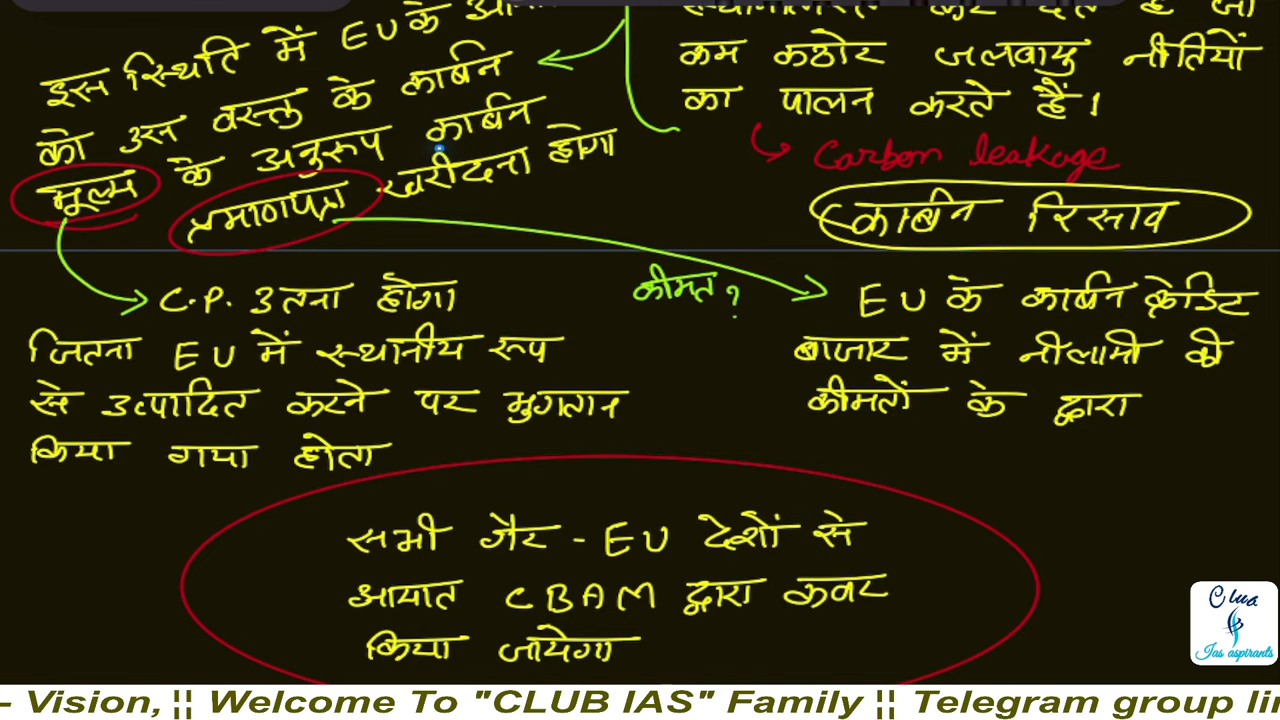 इस स्थिति में EU के
को उस वस्तु के कार्बन
मूल्य के अनुरूप कार्बन
प्रमाणपत्र खरीदना होगा
कम कठोर जलवायु नीतियों
का पालन करते हैं।
Carbon leakage
कार्बन रिसाव
C.P. उतना होगा
जितना EU में स्थानीय रूप
से उत्पादित करने पर भुगतान
किया गया होता
कीमत?
EU के कार्बन क्रेडिट
बाजार में नीलामी की
कीमतों के द्वारा
सभी गैर - EU देशों से
आयात CBAM द्वारा कवर
किया जायेगा
Club
Ias aspirants
- Vision, ¦¦ Welcome To "CLUB IAS" Family ¦¦ Telegram group lin